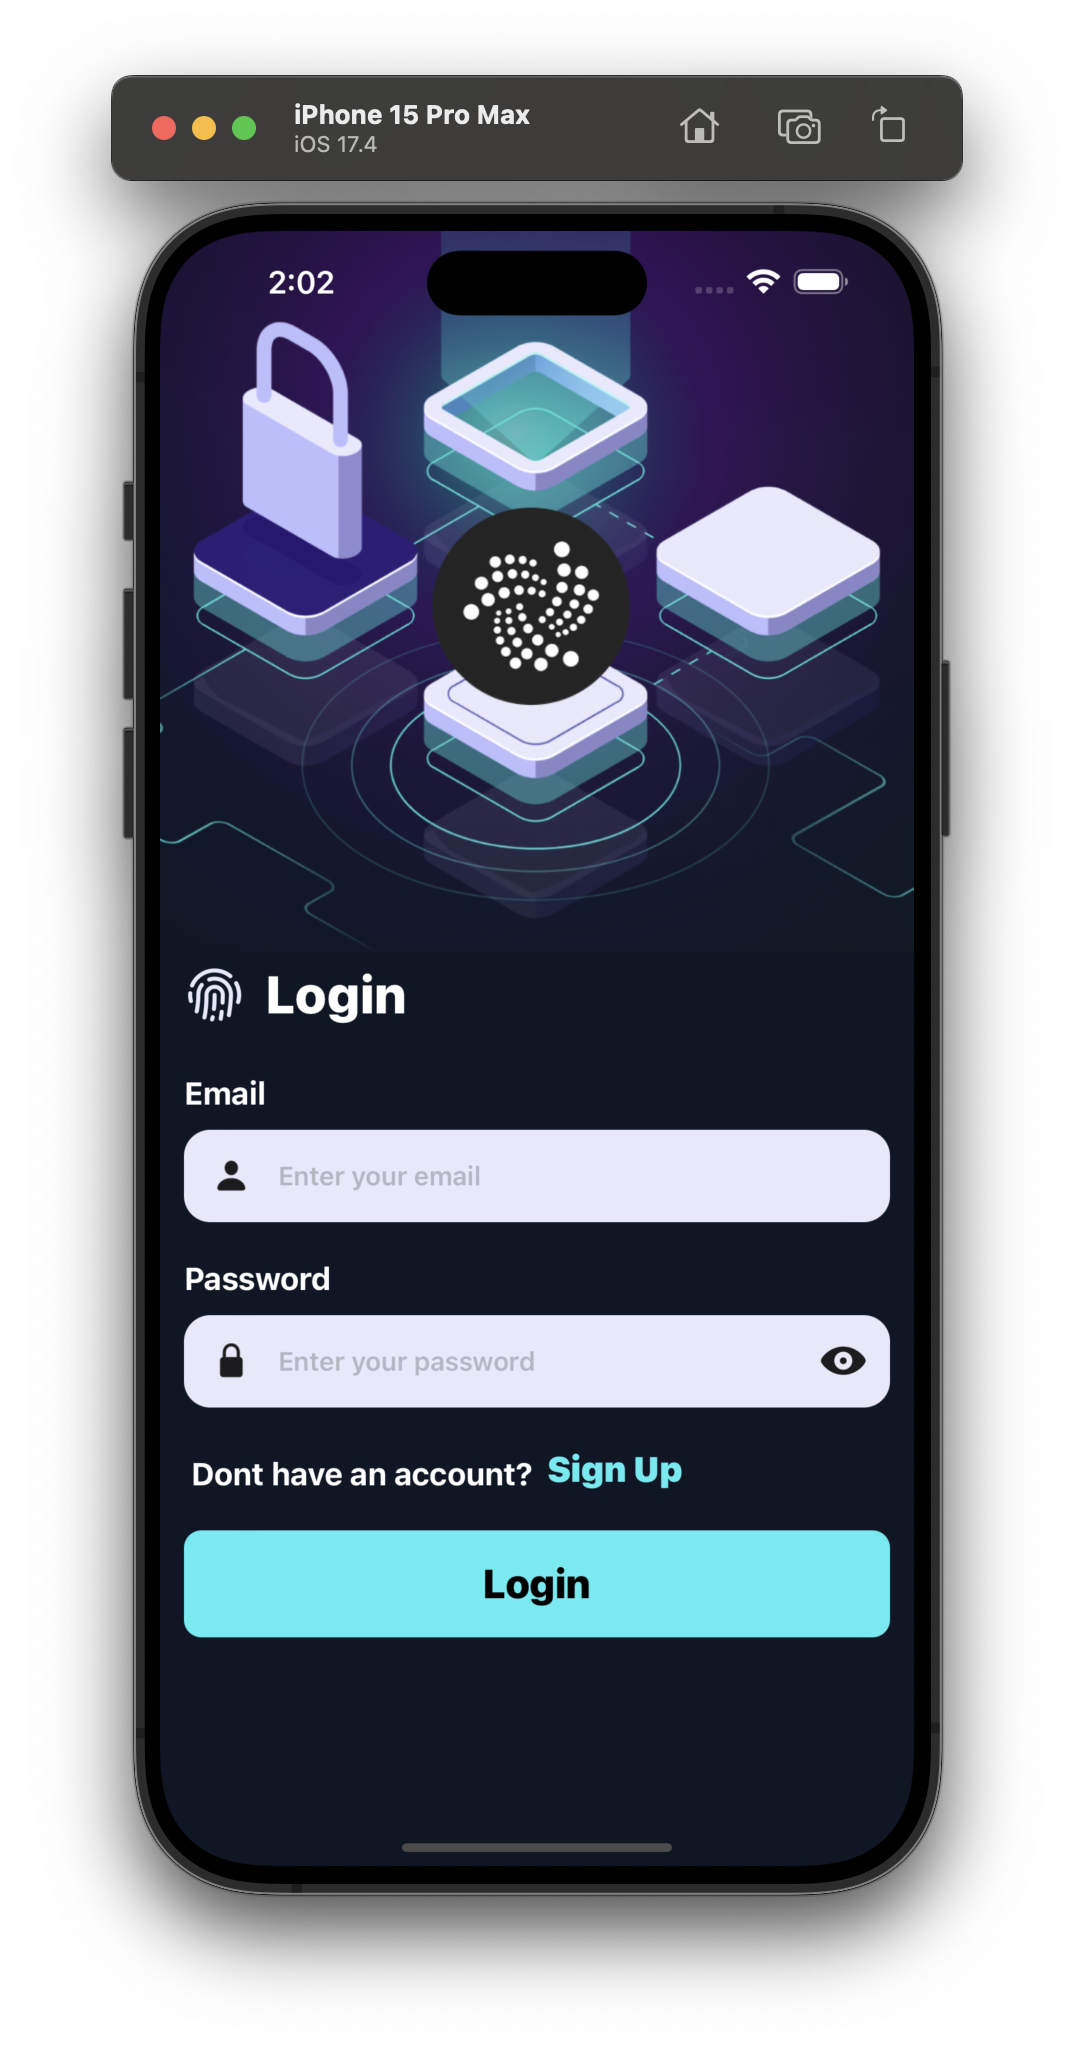 iPhone 15 Pro Max
iOS 17.4
2:02
Login
Email
Enter your email
Password
Enter your password
Dont have an account? Sign Up
Login